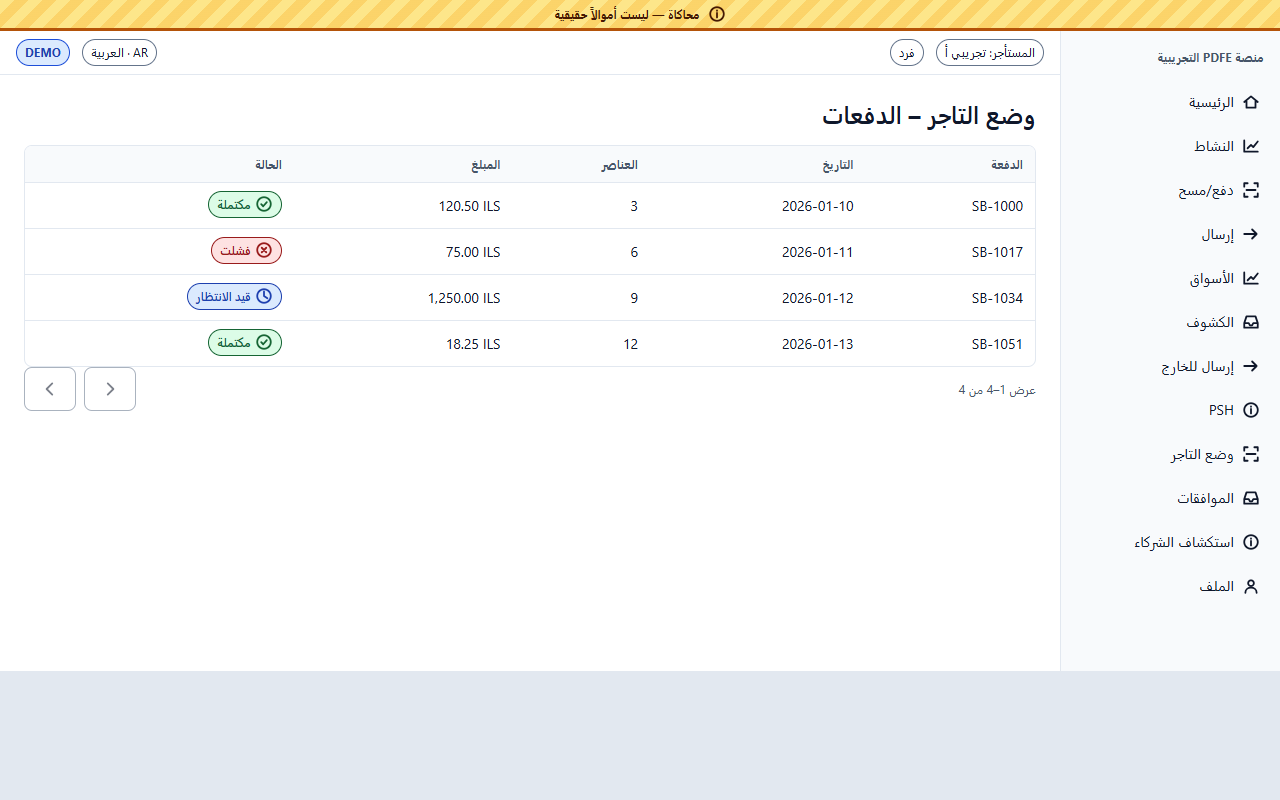 محاكاة — ليست أموالاً حقيقية
منصة PDFE التجريبية
الرئيسية
النشاط
دفع/مسح
إرسال
الأسواق
الكشوف
إرسال للخارج
PSH
وضع التاجر
الموافقات
استكشاف الشركاء
الملف
المستأجر: تجريبي أ
فرد
AR · العربية
DEMO
وضع التاجر – الدفعات
الدفعة التاريخ العناصر المبلغ الحالة
SB-1000 2026-01-10 3 120.50 ILS مكتملة
SB-1017 2026-01-11 6 75.00 ILS فشلت
SB-1034 2026-01-12 9 1,250.00 ILS قيد الانتظار
SB-1051 2026-01-13 12 18.25 ILS مكتملة
عرض 1–4 من 4